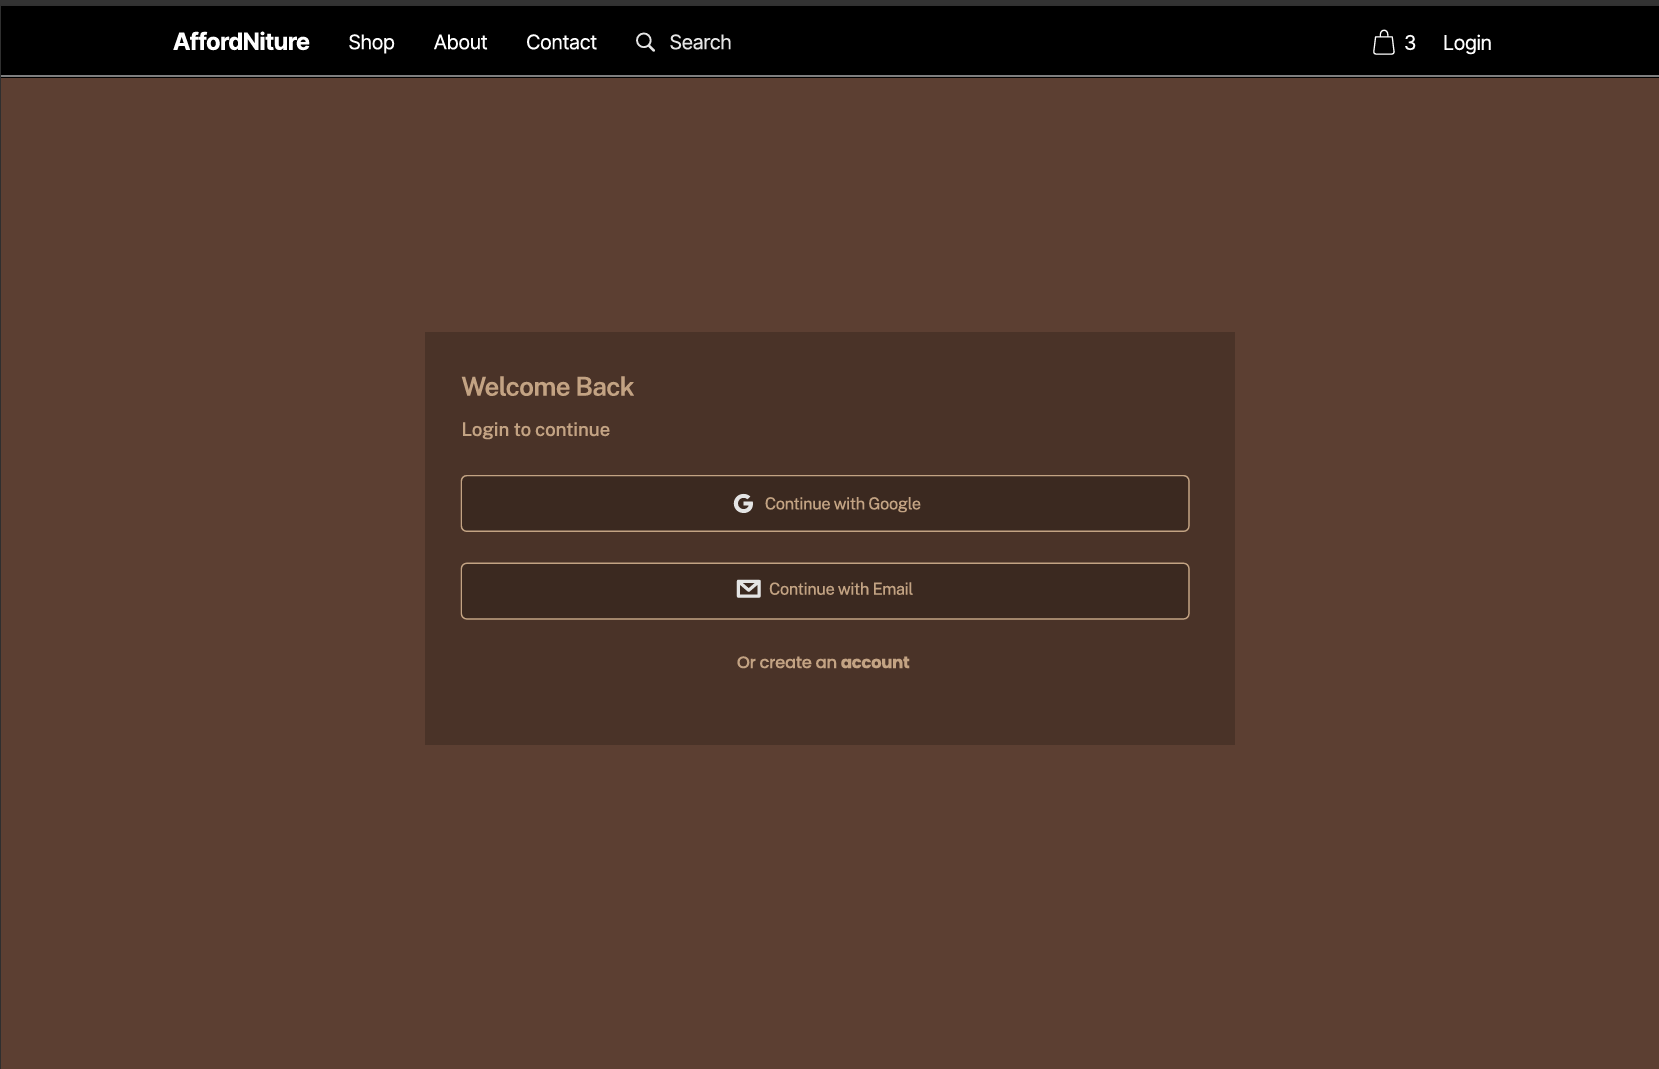 AffordNiture Shop About Contact Search 3 Login
Welcome Back
Login to continue
Continue with Google
Continue with Email
Or create an account